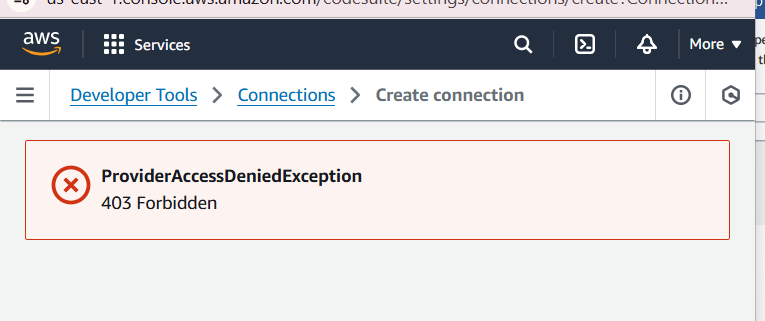 us-east-1.console.aws.amazon.com/codesuite/settings/connections/create?Connection...
aws
Services
More ▼
Developer Tools > Connections > Create connection
ProviderAccessDeniedException
403 Forbidden